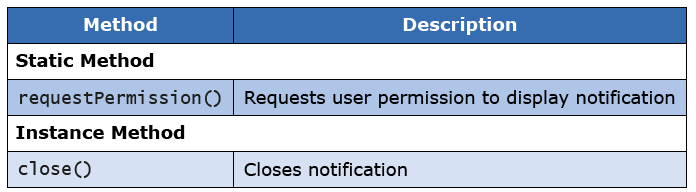 Method Description
Static Method
requestPermission() Requests user permission to display notification
Instance Method
close() Closes notification